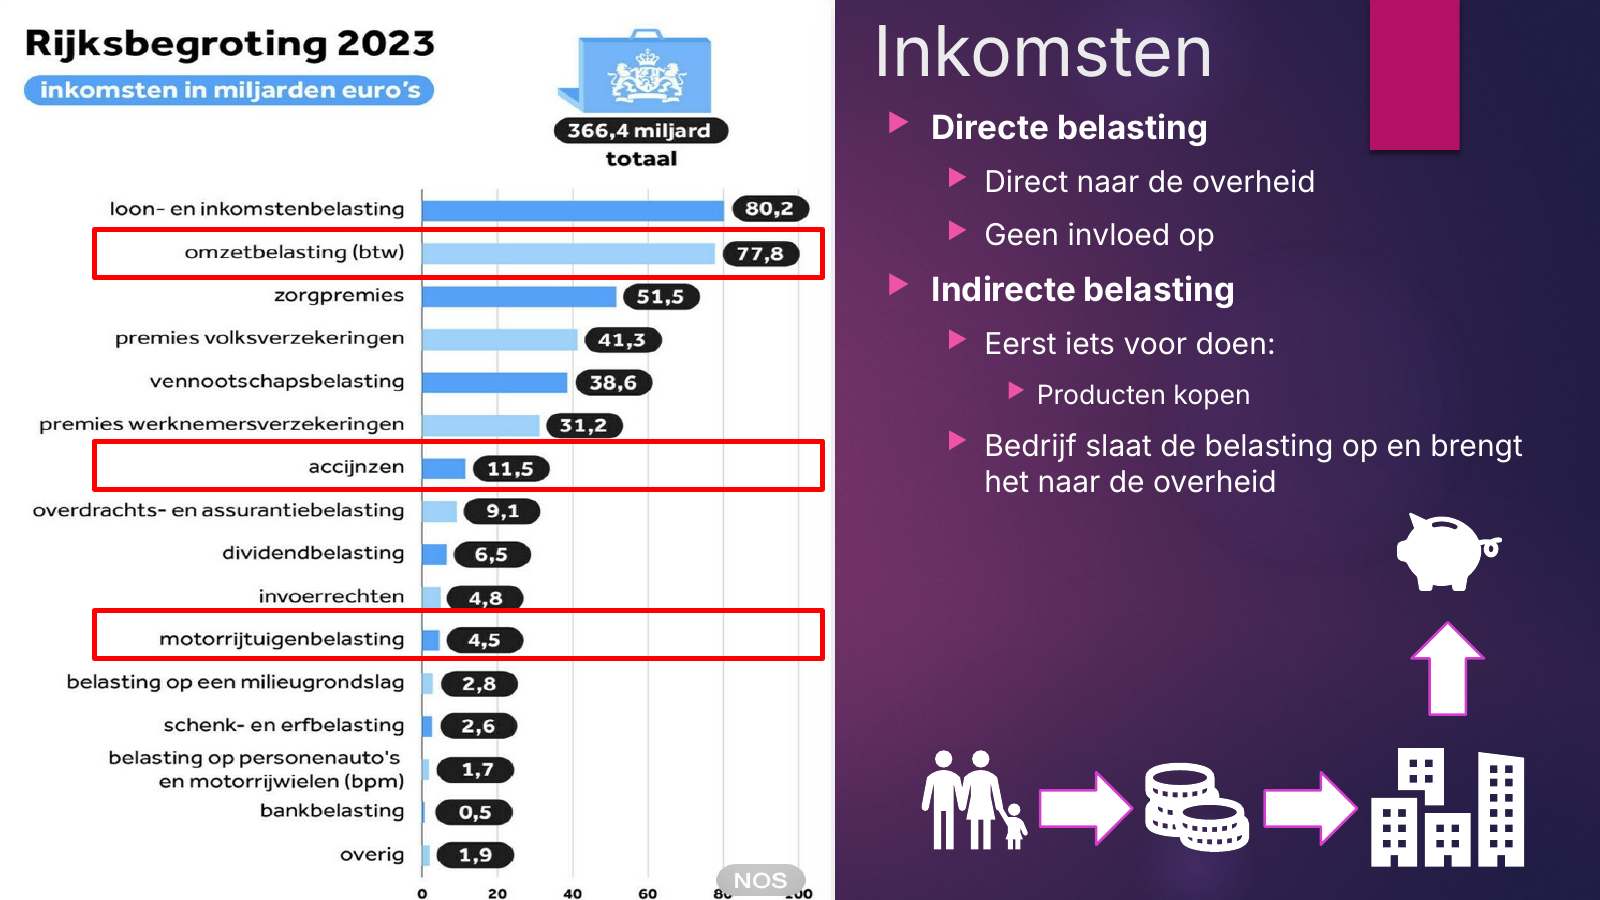 Rijksbegroting 2023
inkomsten in miljarden euro's
366,4 miljard
totaal
loon- en inkomstenbelasting 80,2
omzetbelasting (btw) 77,8
zorgpremies 51,5
premies volksverzekeringen 41,3
vennootschapsbelasting 38,6
premies werknemersverzekeringen 31,2
accijnzen 11,5
overdrachts- en assurantiebelasting 9,1
dividendbelasting 6,5
invoerrechten 4,8
motorrijtuigenbelasting 4,5
belasting op een milieugrondslag 2,8
schenk- en erfbelasting 2,6
belasting op personenauto's
en motorrijwielen (bpm) 1,7
bankbelasting 0,5
overig 1,9
0 20 40 60 80 100
NOS
Inkomsten
Directe belasting
Direct naar de overheid
Geen invloed op
Indirecte belasting
Eerst iets voor doen:
Producten kopen
Bedrijf slaat de belasting op en brengt
het naar de overheid